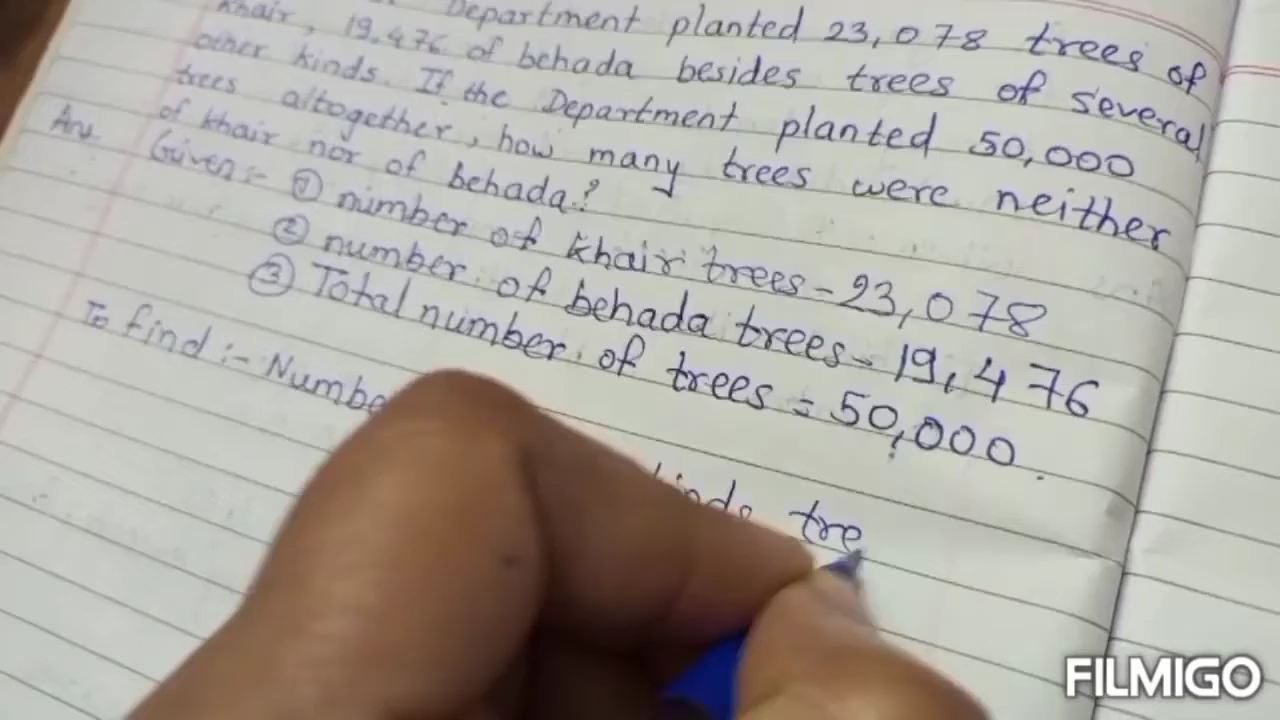 Department planted 23,078 trees of
khair, 19,476 of behada besides trees of several
other kinds. If the Department planted 50,000
trees altogether, how many trees were neither
of khair nor of behada?
Ans. Given :- ① number of khair trees - 23,078
② number of behada trees - 19,476
③ Total number of trees = 50,000.
To find :- Numbe
kinds tre
FILMIGO